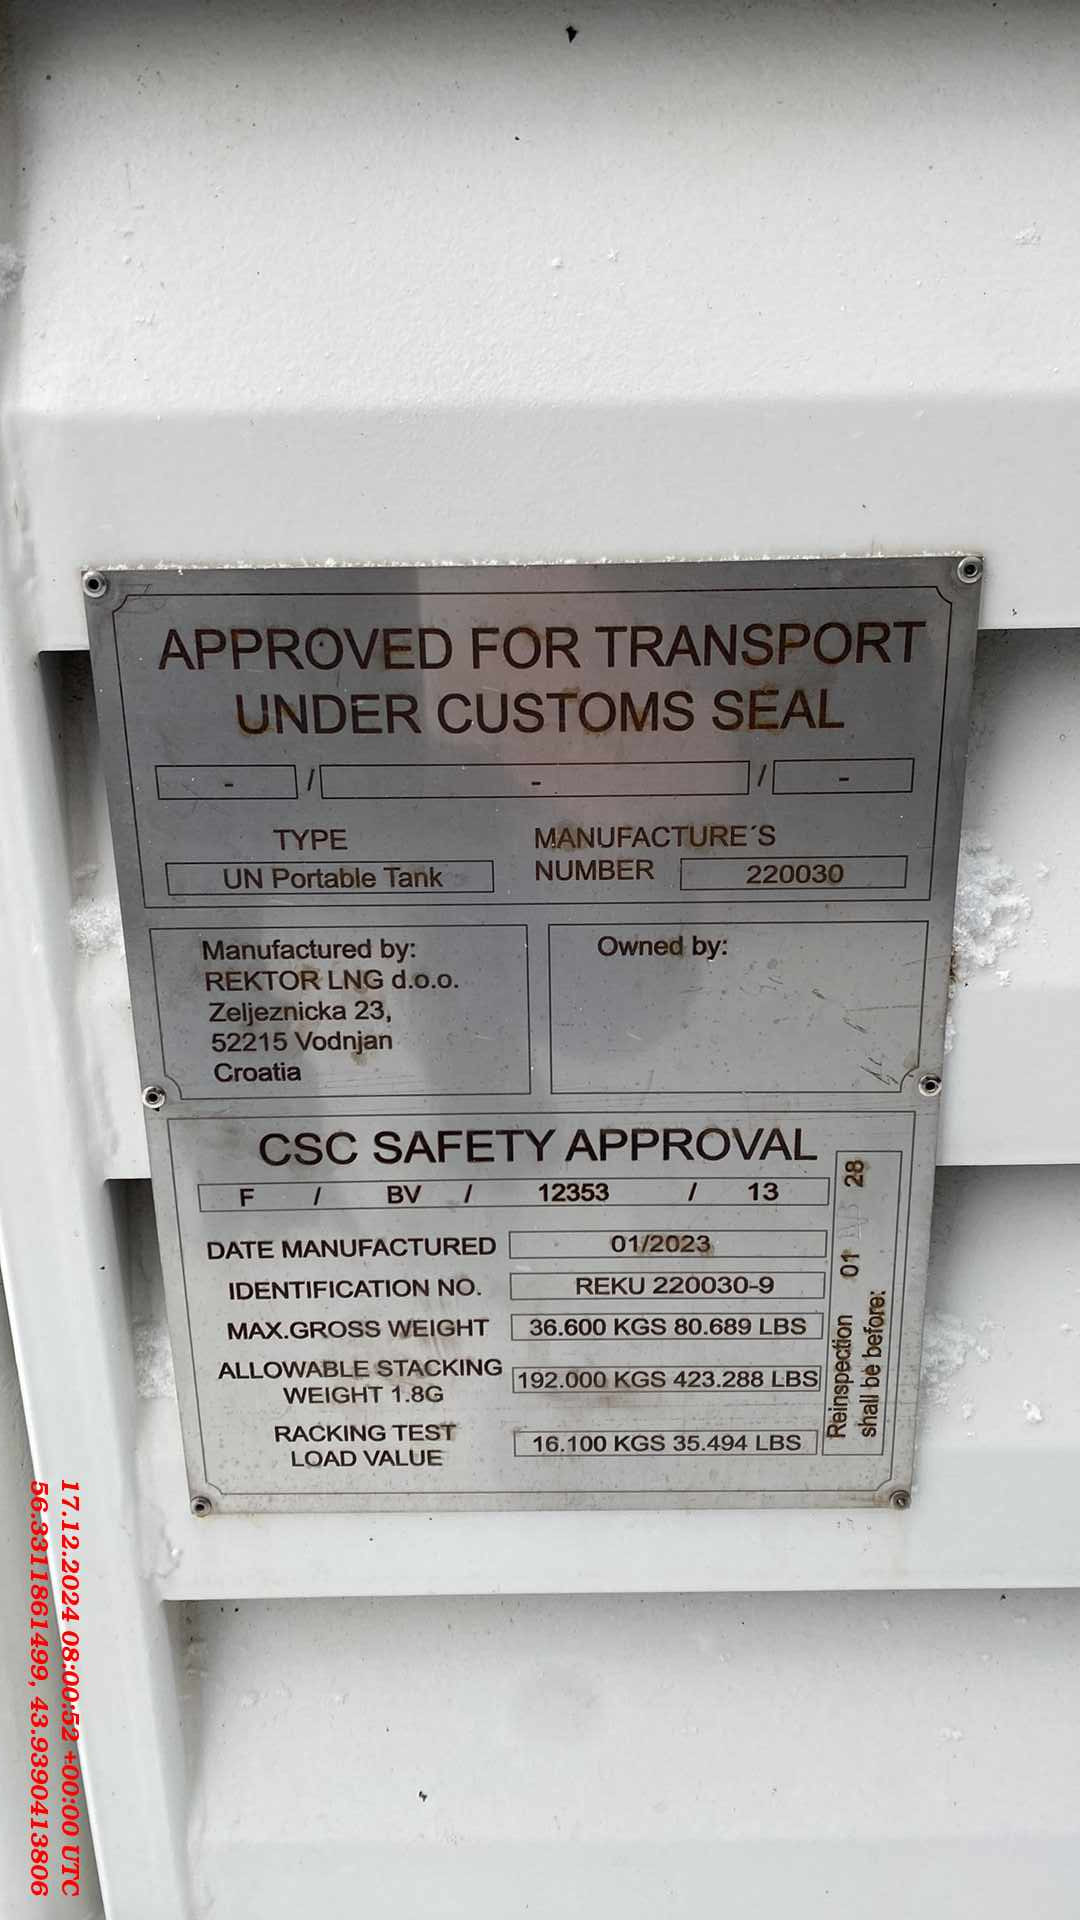 APPROVED FOR TRANSPORT
UNDER CUSTOMS SEAL
- / - / -
TYPE
UN Portable Tank
MANUFACTURE´S
NUMBER 220030
Manufactured by:
REKTOR LNG d.o.o.
Zeljeznicka 23,
52215 Vodnjan
Croatia
Owned by:
CSC SAFETY APPROVAL
F / BV / 12353 / 13
DATE MANUFACTURED 01/2023
IDENTIFICATION NO. REKU 220030-9
MAX.GROSS WEIGHT 36.600 KGS 80.689 LBS
ALLOWABLE STACKING
WEIGHT 1.8G 192.000 KGS 423.288 LBS
RACKING TEST
LOAD VALUE 16.100 KGS 35.494 LBS
Reinspection 01 28
shall be before:
17.12.2024 08:00:52 +00:00 UTC
56.3311861499, 43.9390413806